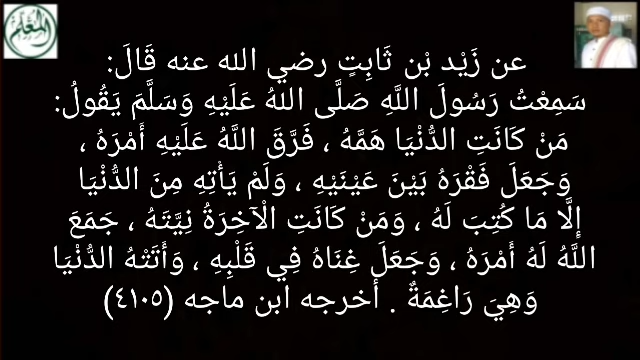 المعلم
عن زَيْد بْن ثَابِتٍ رضي الله عنه قَالَ:
سَمِعْتُ رَسُولَ اللَّهِ صَلَّى اللهُ عَلَيْهِ وَسَلَّمَ يَقُولُ:
مَنْ كَانَتِ الدُّنْيَا هَمَّهُ ، فَرَّقَ اللَّهُ عَلَيْهِ أَمْرَهُ ،
وَجَعَلَ فَقْرَهُ بَيْنَ عَيْنَيْهِ ، وَلَمْ يَأْتِهِ مِنَ الدُّنْيَا
إِلَّا مَا كُتِبَ لَهُ ، وَمَنْ كَانَتِ الْآخِرَةُ نِيَّتَهُ ، جَمَعَ
اللَّهُ لَهُ أَمْرَهُ ، وَجَعَلَ غِنَاهُ فِي قَلْبِهِ ، وَأَتَتْهُ الدُّنْيَا
وَهِيَ رَاغِمَةٌ . أخرجه ابن ماجه (٤١٠٥)